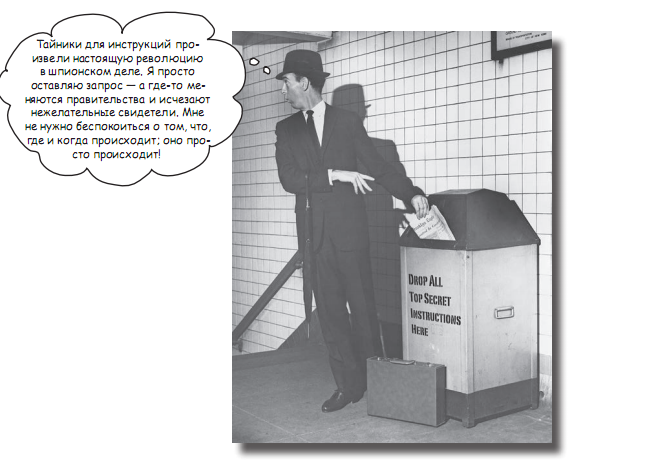 Тайники для инструкций про-
извели настоящую революцию
в шпионском деле. Я просто
оставляю запрос — а где-то ме-
няются правительства и исчезают
нежелательные свидетели. Мне
не нужно беспокоиться о том, что,
где и когда происходит; оно про-
сто происходит!
Drop All
Top Secret
Instructions
Here